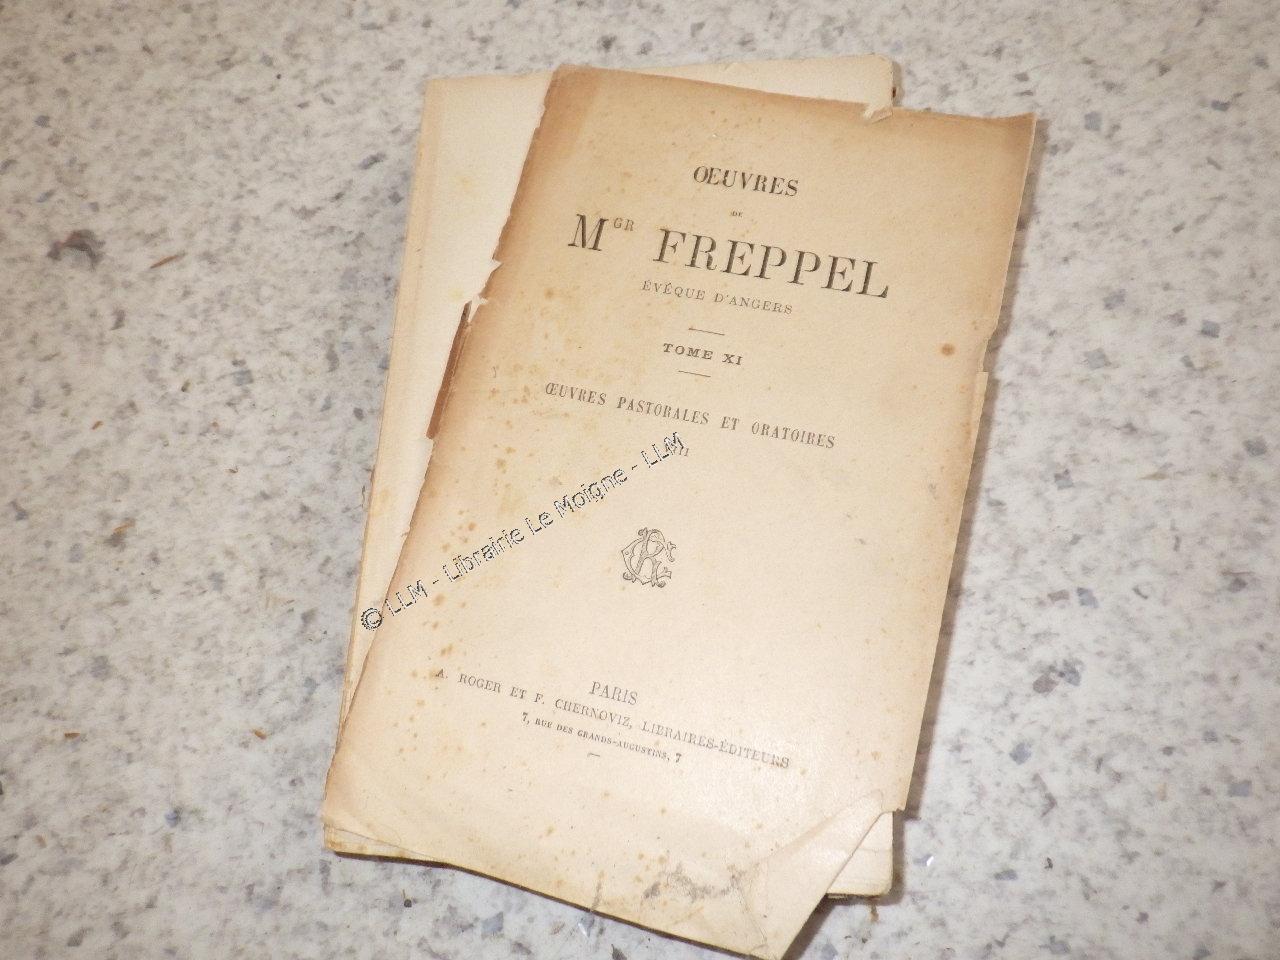 ŒUVRES
DE
MGR FREPPEL
ÉVÊQUE D'ANGERS
TOME XI
ŒUVRES PASTORALES ET ORATOIRES
PARIS
A. ROGER ET F. CHERNOVIZ, LIBRAIRES-ÉDITEURS
7, RUE DES GRANDS-AUGUSTINS, 7
© LLM - Librairie Le Moigne - LLM